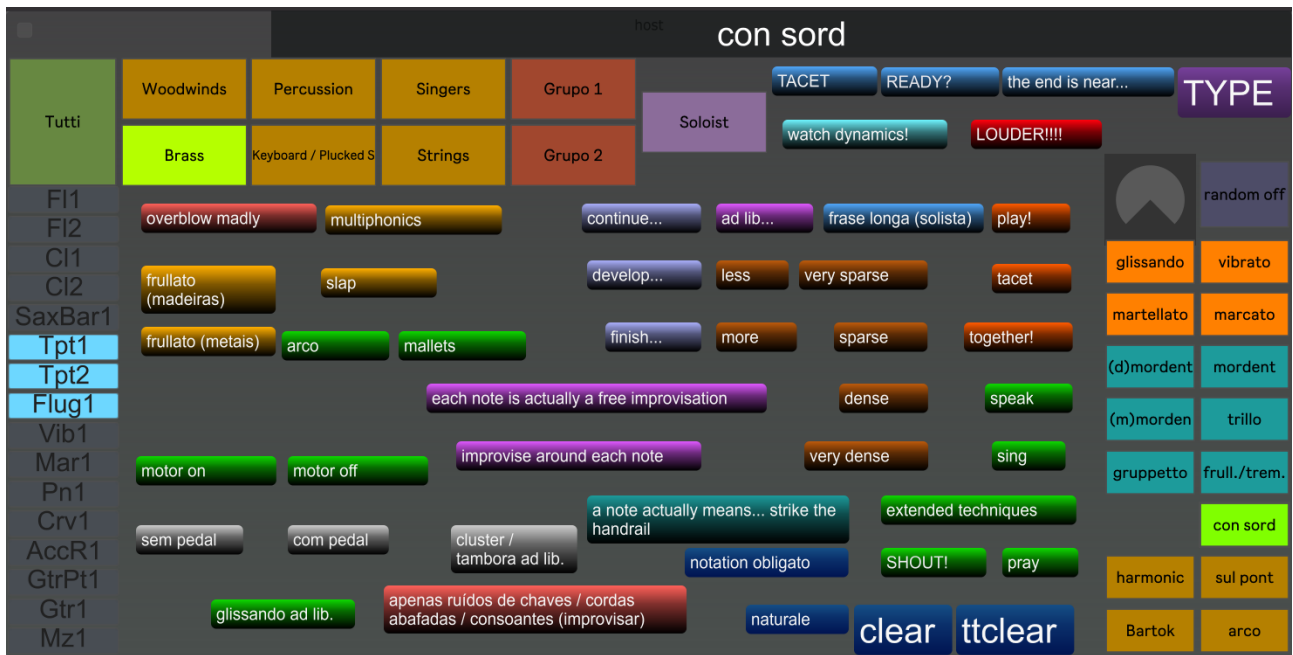 host
con sord
Tutti
Woodwinds
Percussion
Singers
Grupo 1
Brass
Keyboard / Plucked S
Strings
Grupo 2
Soloist
TACET
READY?
the end is near...
TYPE
watch dynamics!
LOUDER!!!!
Fl1
Fl2
Cl1
Cl2
SaxBar1
Tpt1
Tpt2
Flug1
Vib1
Mar1
Pn1
Crv1
AccR1
GtrPt1
Gtr1
Mz1
overblow madly
multiphonics
continue...
ad lib...
frase longa (solista)
play!
frullato
(madeiras)
slap
develop...
less
very sparse
tacet
frullato (metais)
arco
mallets
finish...
more
sparse
together!
each note is actually a free improvisation
dense
speak
improvise around each note
very dense
sing
motor on
motor off
a note actually means... strike the
handrail
extended techniques
sem pedal
com pedal
cluster /
tambora ad lib.
notation obligato
SHOUT!
pray
glissando ad lib.
apenas ruídos de chaves / cordas
abafadas / consoantes (improvisar)
naturale
clear
ttclear
random off
glissando
vibrato
martellato
marcato
(d)mordent
mordent
(m)morden
trillo
gruppetto
frull./trem.
con sord
harmonic
sul pont
Bartok
arco